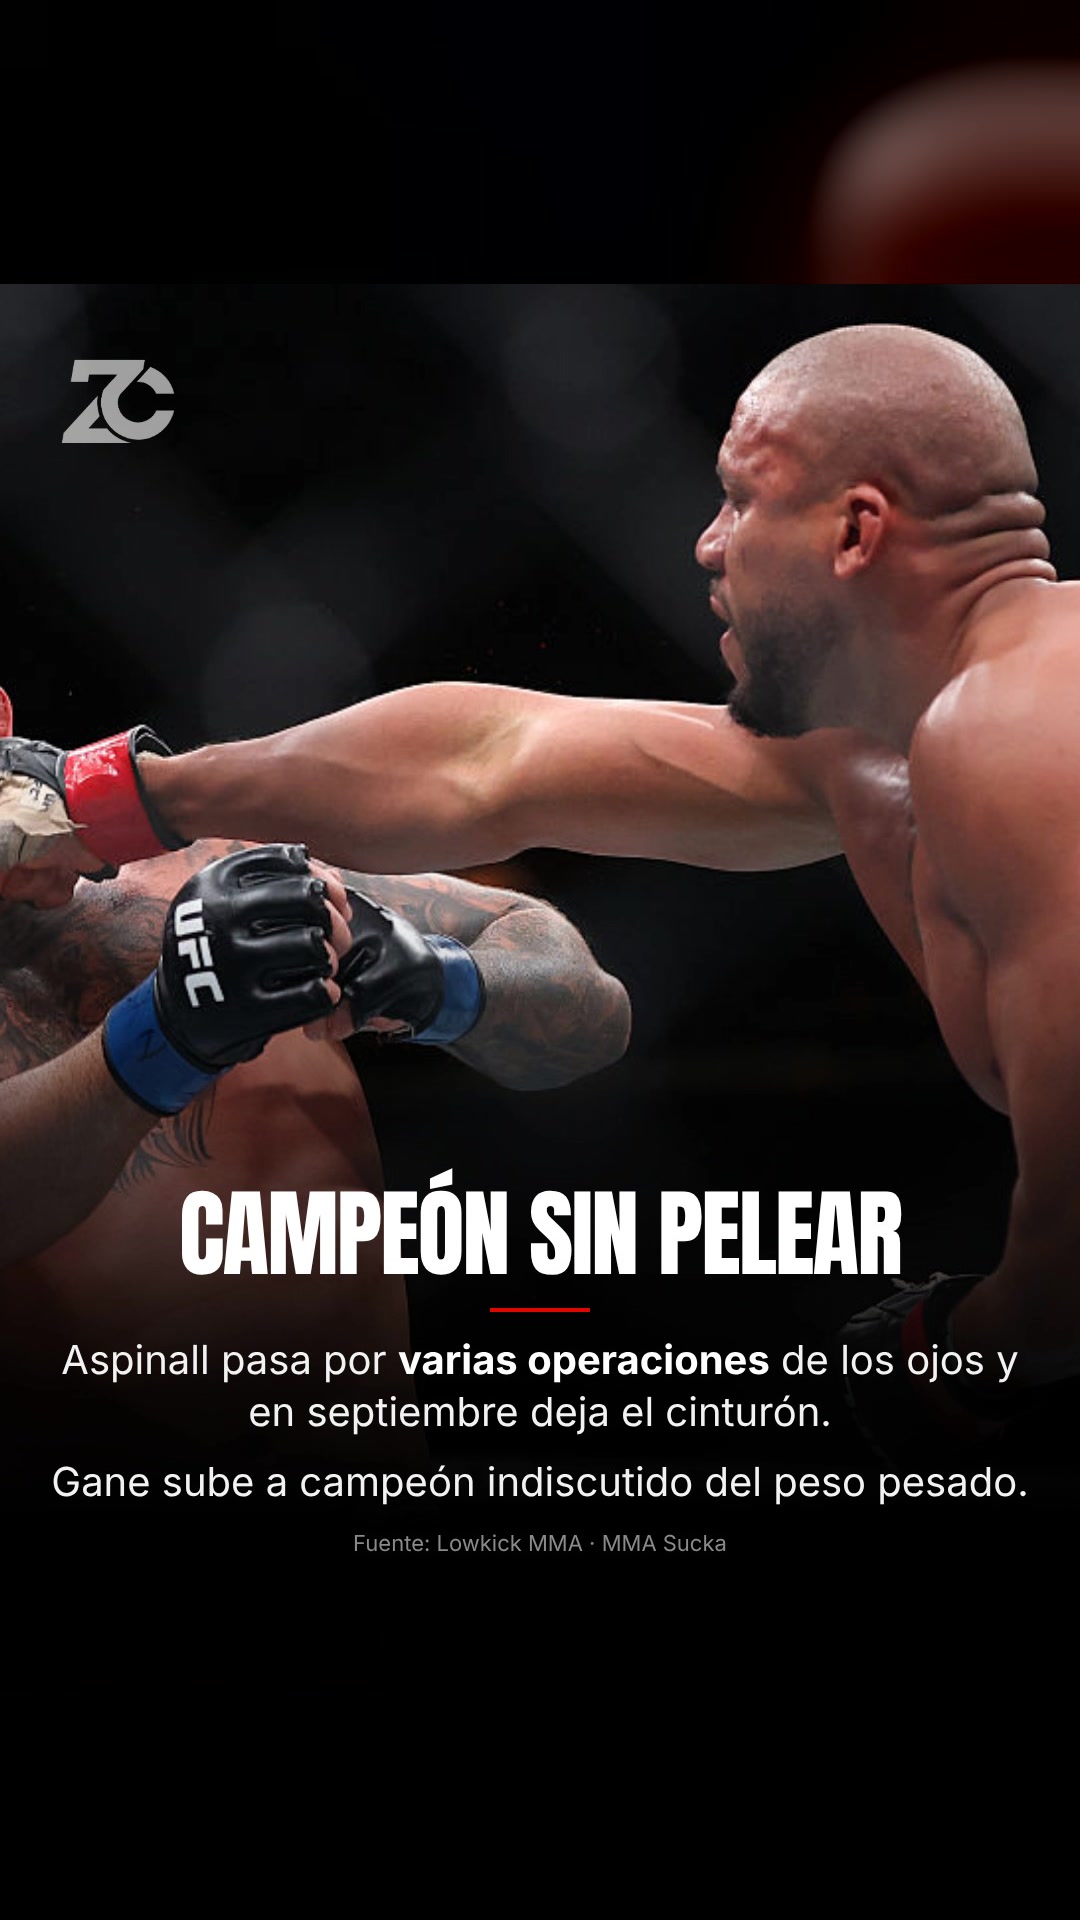 ZC
UFC
CAMPEÓN SIN PELEAR
Aspinall pasa por varias operaciones de los ojos y
en septiembre deja el cinturón.
Gane sube a campeón indiscutido del peso pesado.
Fuente: Lowkick MMA · MMA Sucka